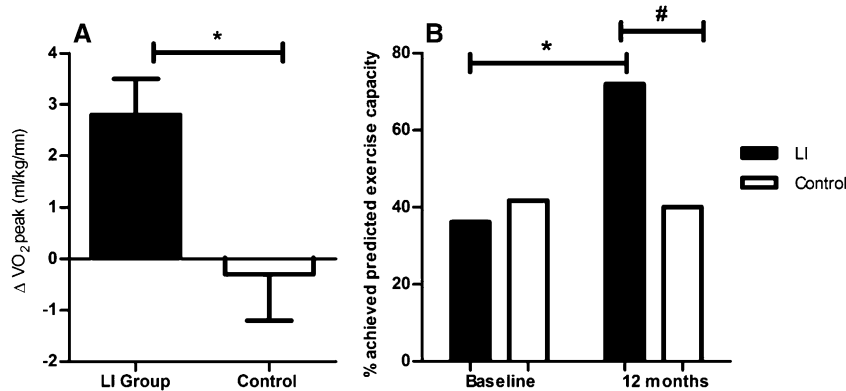 A
*
4
3
2
1
0
-1
-2
Δ VO2 peak (ml/kg/mn)
LI Group
Control
B
#
*
80
60
40
20
0
% achieved predicted exercise capacity
Baseline
12 months
LI
Control